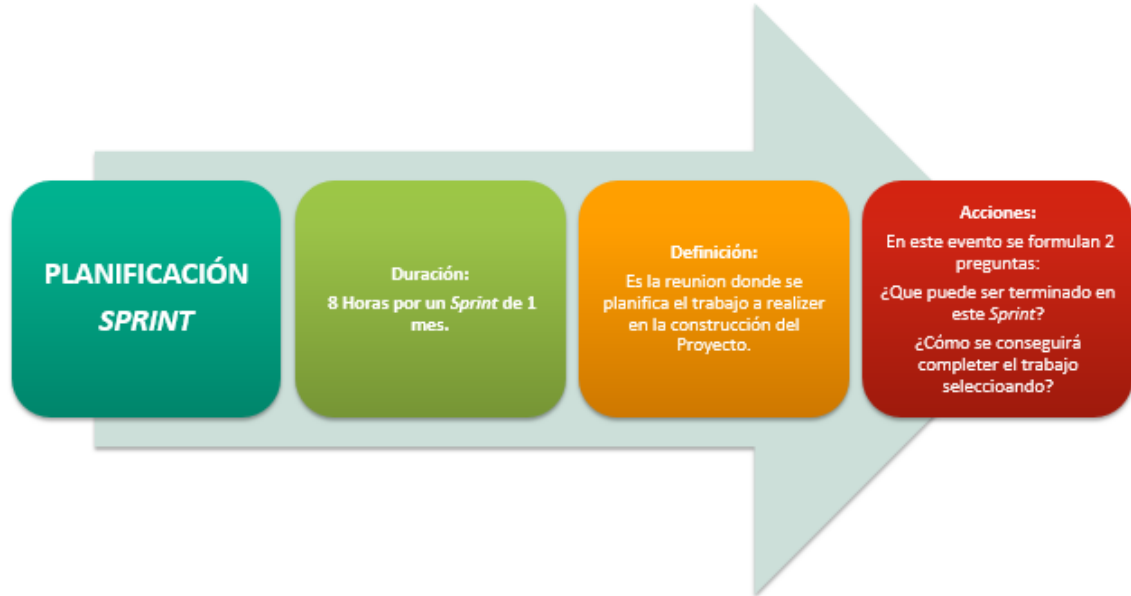 PLANIFICACIÓN
SPRINT
Duración:
8 Horas por un Sprint de 1
mes.
Definición:
Es la reunion donde se
planifica el trabajo a realizer
en la construcción del
Proyecto.
Acciones:
En este evento se formulan 2
preguntas:
¿Que puede ser terminado en
este Sprint?
¿Cómo se conseguirá
completer el trabajo
seleccioando?